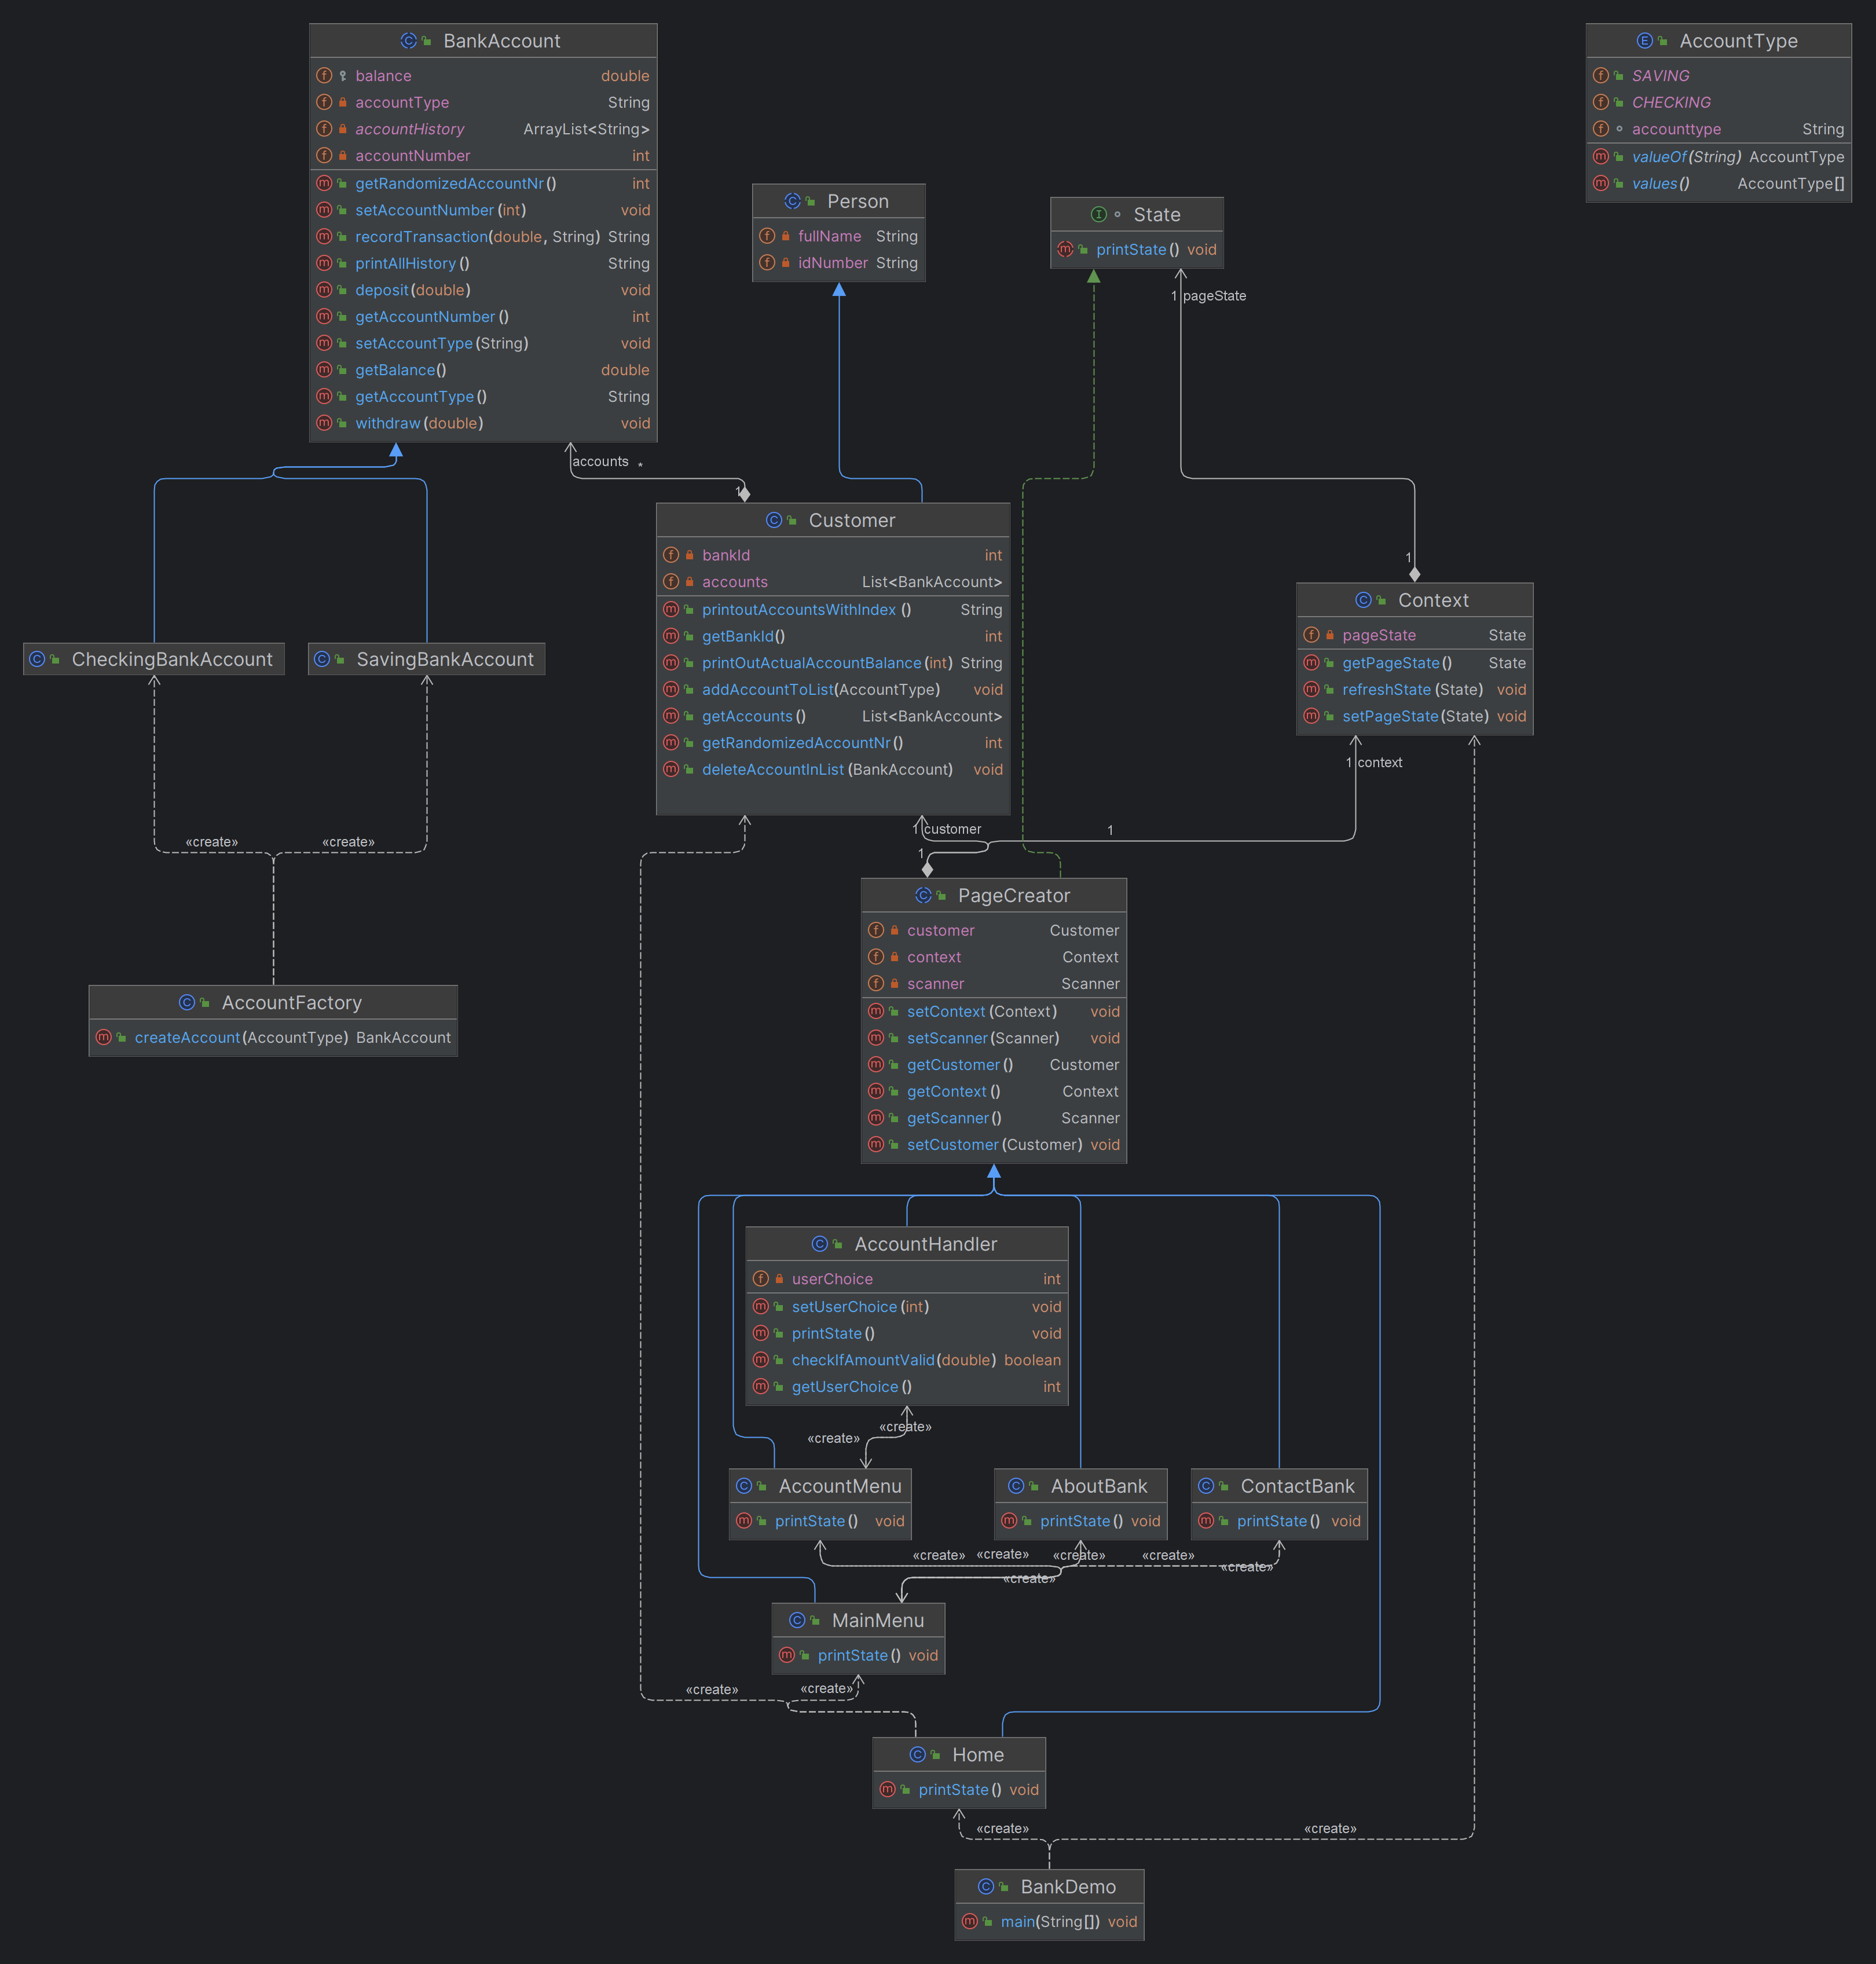 BankAccount
balance double
accountType String
accountHistory ArrayList<String>
accountNumber int
getRandomizedAccountNr() int
setAccountNumber(int) void
recordTransaction(double, String) String
printAllHistory() String
deposit(double) void
getAccountNumber() int
setAccountType(String) void
getBalance() double
getAccountType() String
withdraw(double) void
AccountType
SAVING
CHECKING
accounttype String
valueOf(String) AccountType
values() AccountType[]
Person
fullName String
idNumber String
State
printState() void
1 pageState
accounts *
1
Customer
bankId int
accounts List<BankAccount>
printoutAccountsWithIndex() String
getBankId() int
printOutActualAccountBalance(int) String
addAccountToList(AccountType) void
getAccounts() List<BankAccount>
getRandomizedAccountNr() int
deleteAccountInList(BankAccount) void
1
Context
pageState State
getPageState() State
refreshState(State) void
setPageState(State) void
1 context
CheckingBankAccount
SavingBankAccount
1 customer
1
1
«create»
«create»
PageCreator
customer Customer
context Context
scanner Scanner
setContext(Context) void
setScanner(Scanner) void
getCustomer() Customer
getContext() Context
getScanner() Scanner
setCustomer(Customer) void
AccountFactory
createAccount(AccountType) BankAccount
AccountHandler
userChoice int
setUserChoice(int) void
printState() void
checkIfAmountValid(double) boolean
getUserChoice() int
«create»
«create»
AccountMenu
printState() void
AboutBank
printState() void
ContactBank
printState() void
«create»
«create»
«create»
«create»
«create»
«create»
MainMenu
printState() void
«create»
«create»
Home
printState() void
«create»
«create»
BankDemo
main(String[]) void